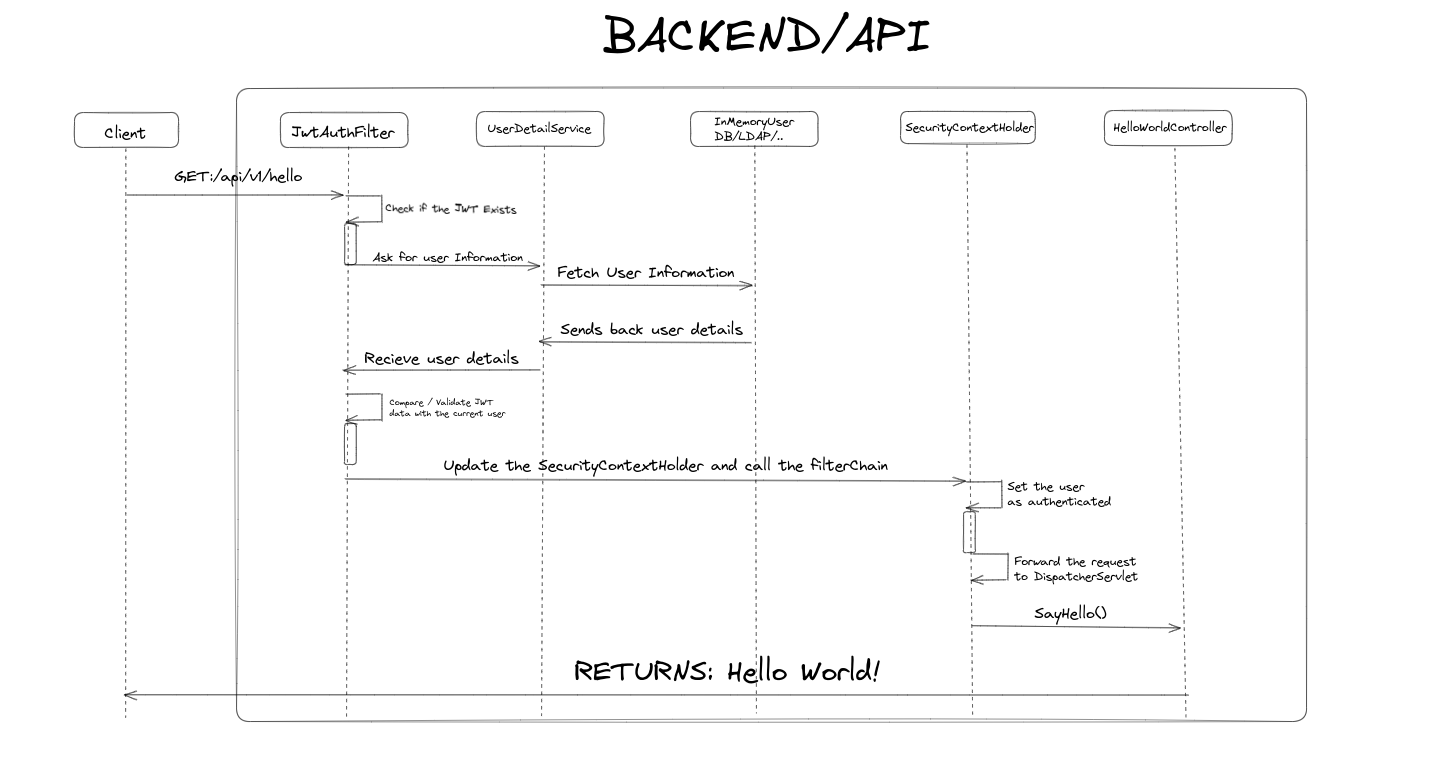 BACKEND/API
Client
JwtAuthFilter
UserDetailService
InMemoryUser
DB/LDAP/..
SecurityContextHolder
HelloWorldController
GET:/api/v1/hello
Check if the JWT Exists
Ask for user Information
Fetch User Information
Sends back user details
Recieve user details
Compare / Validate JWT
data with the current user
Update the SecurityContextHolder and call the filterChain
Set the user
as authenticated
Forward the request
to DispatcherServlet
SayHello()
RETURNS: Hello World!